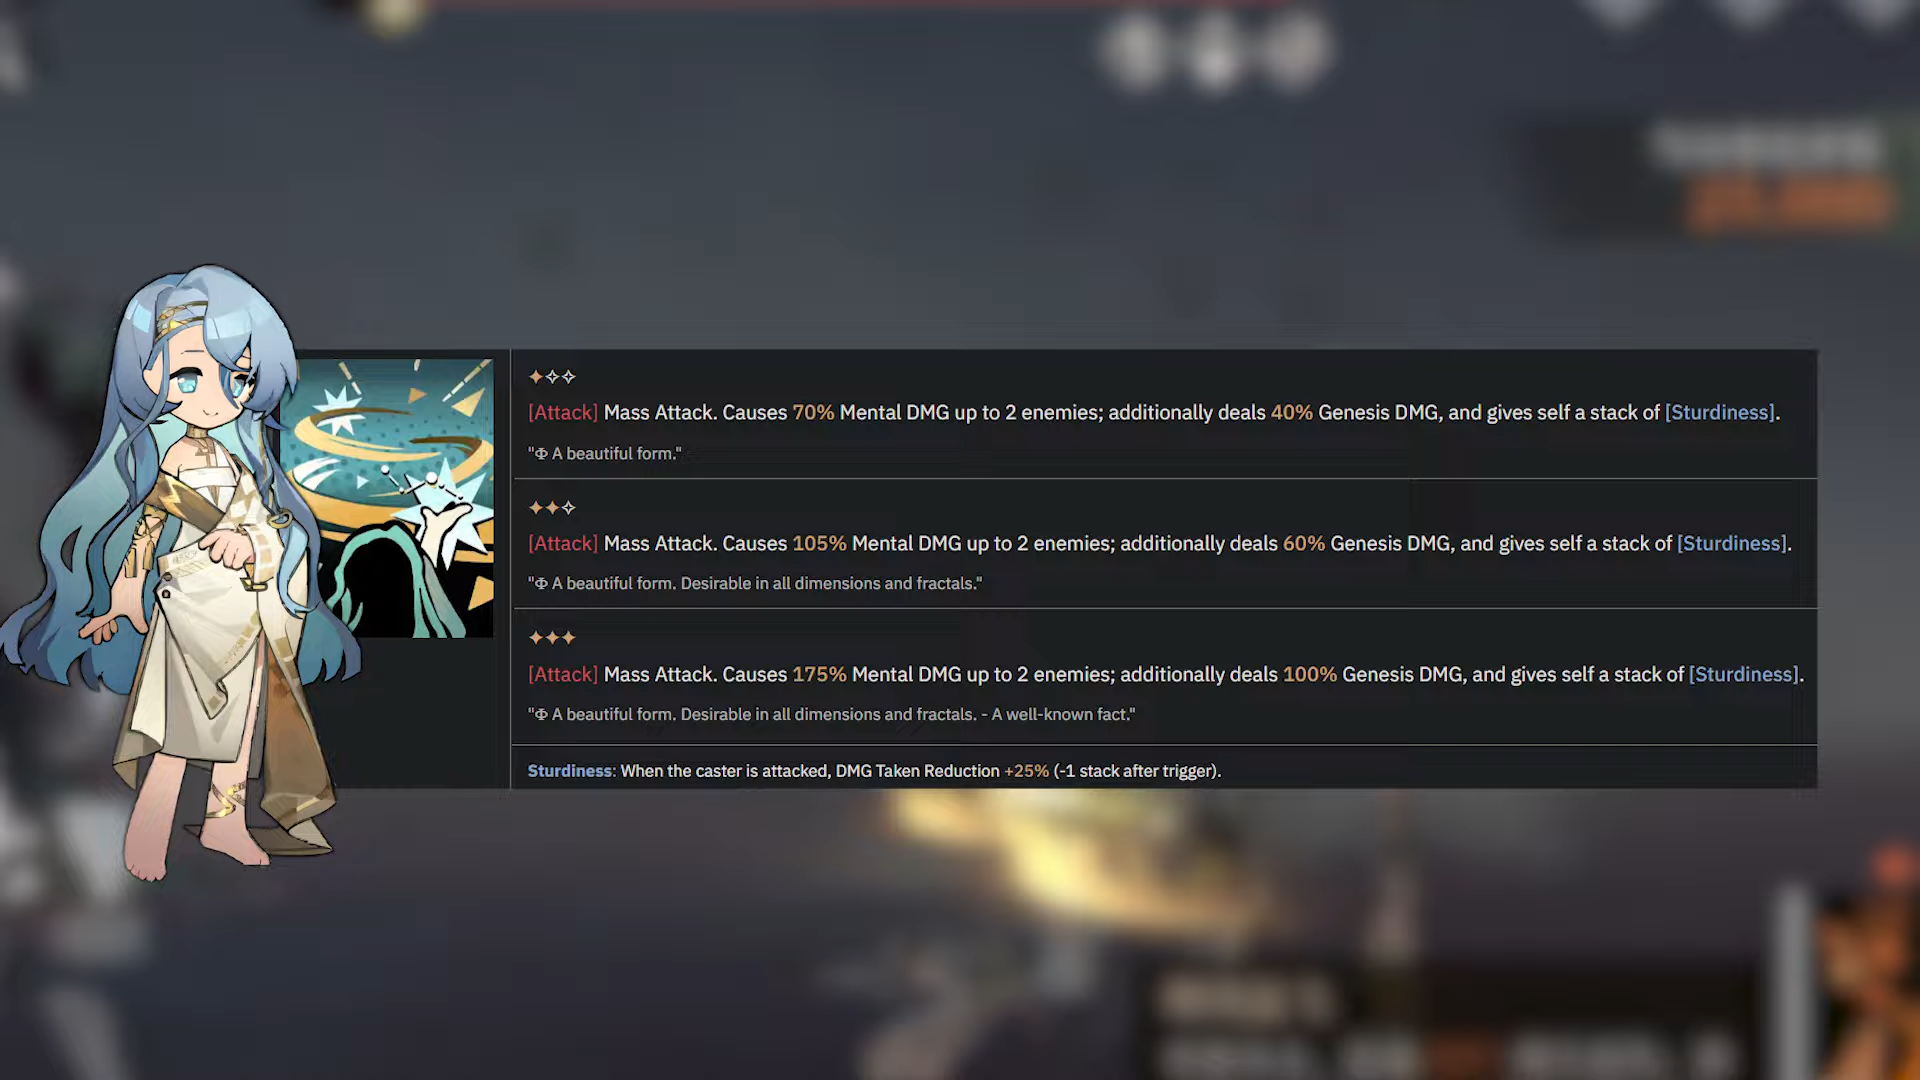 [Attack] Mass Attack. Causes 70% Mental DMG up to 2 enemies; additionally deals 40% Genesis DMG, and gives self a stack of [Sturdiness].
"Φ A beautiful form."
[Attack] Mass Attack. Causes 105% Mental DMG up to 2 enemies; additionally deals 60% Genesis DMG, and gives self a stack of [Sturdiness].
"Φ A beautiful form. Desirable in all dimensions and fractals."
[Attack] Mass Attack. Causes 175% Mental DMG up to 2 enemies; additionally deals 100% Genesis DMG, and gives self a stack of [Sturdiness].
"Φ A beautiful form. Desirable in all dimensions and fractals. - A well-known fact."
Sturdiness: When the caster is attacked, DMG Taken Reduction +25% (-1 stack after trigger).